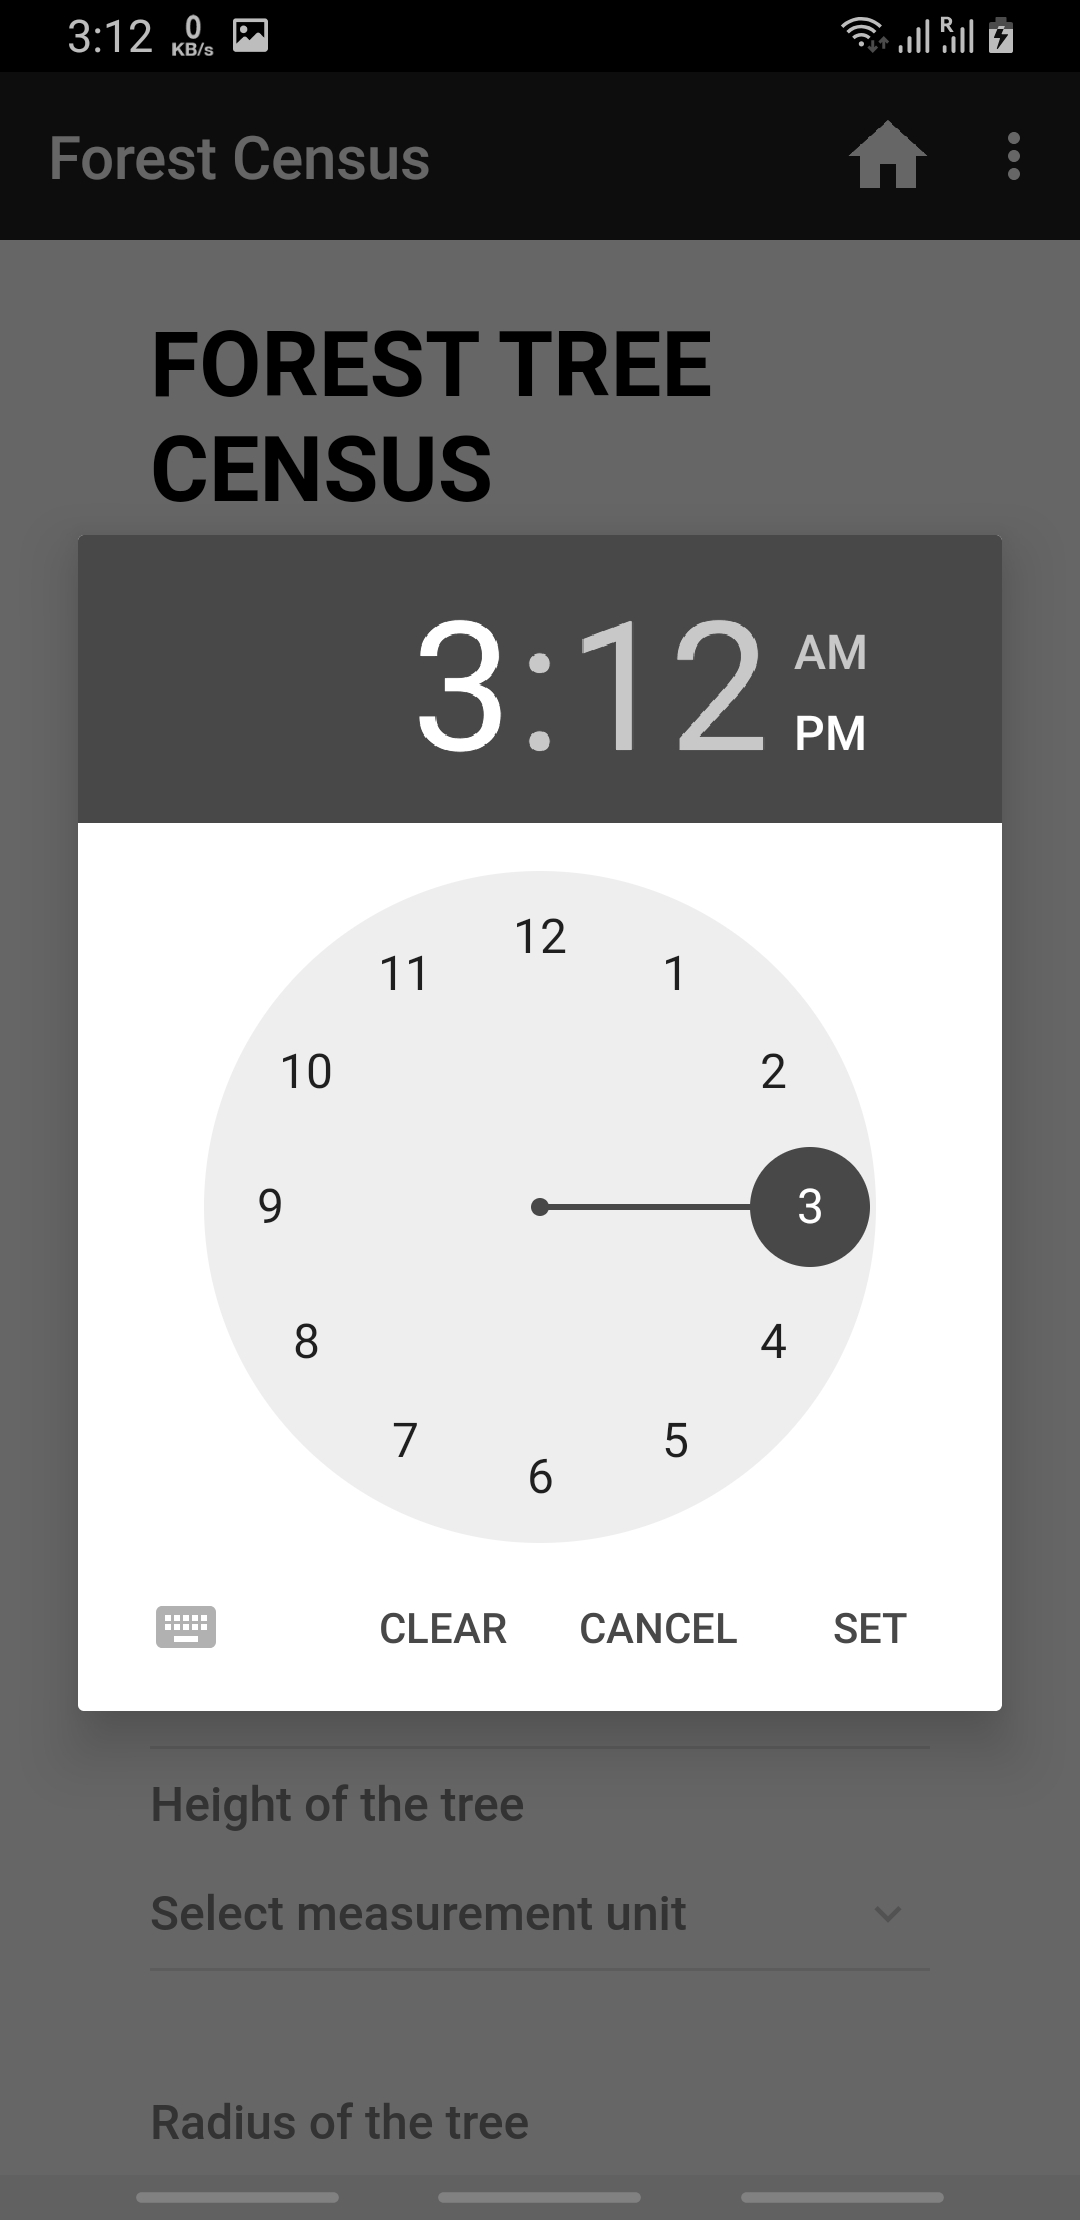 3:12 0 KB/s R
Forest Census
FOREST TREE
CENSUS
3:12 AM
PM
12
11 1
10 2
9 3
8 4
7 5
6
CLEAR CANCEL SET
Height of the tree
Select measurement unit
Radius of the tree